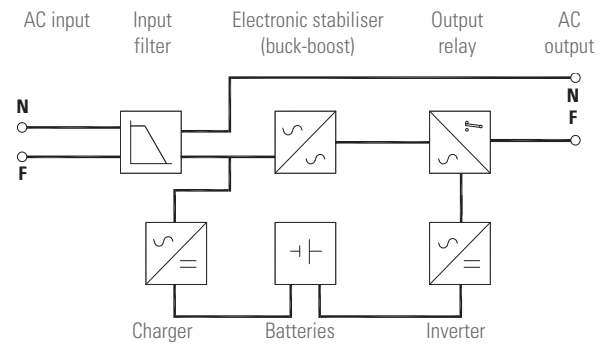 AC input
Input
filter
Electronic stabiliser
(buck-boost)
Output
relay
AC
output
N
F
N
F
Charger
Batteries
Inverter